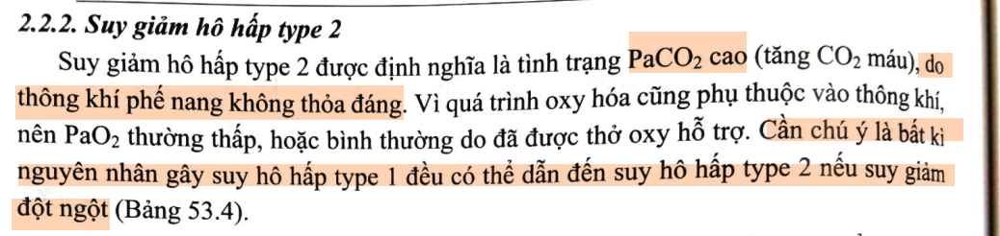 2.2.2. Suy giảm hô hấp type 2
Suy giảm hô hấp type 2 được định nghĩa là tình trạng PaCO₂ cao (tăng CO₂ máu), do
thông khí phế nang không thỏa đáng. Vì quá trình oxy hóa cũng phụ thuộc vào thông khí,
nên PaO₂ thường thấp, hoặc bình thường do đã được thở oxy hỗ trợ. Cần chú ý là bất kì
nguyên nhân gây suy hô hấp type 1 đều có thể dẫn đến suy hô hấp type 2 nếu suy giảm
đột ngột (Bảng 53.4).